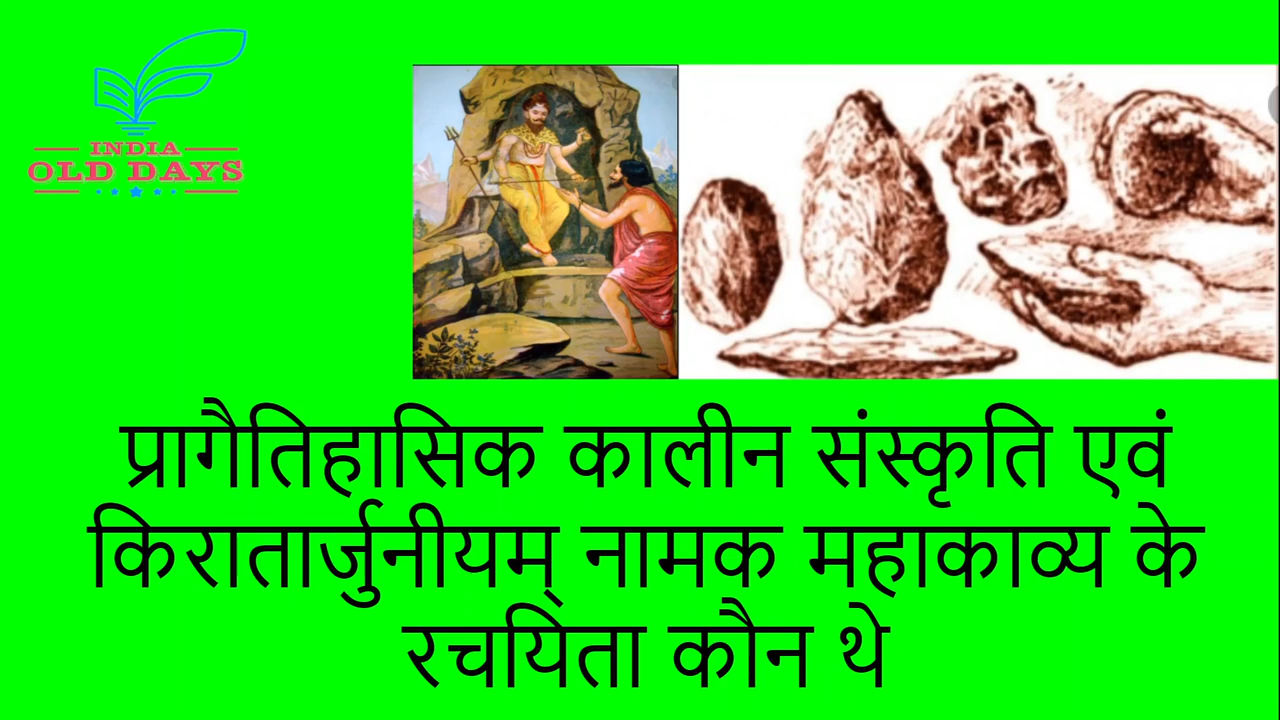 INDIA
OLD DAYS
प्रागैतिहासिक कालीन संस्कृति एवं
किरातार्जुनीयम् नामक महाकाव्य के
रचयिता कौन थे